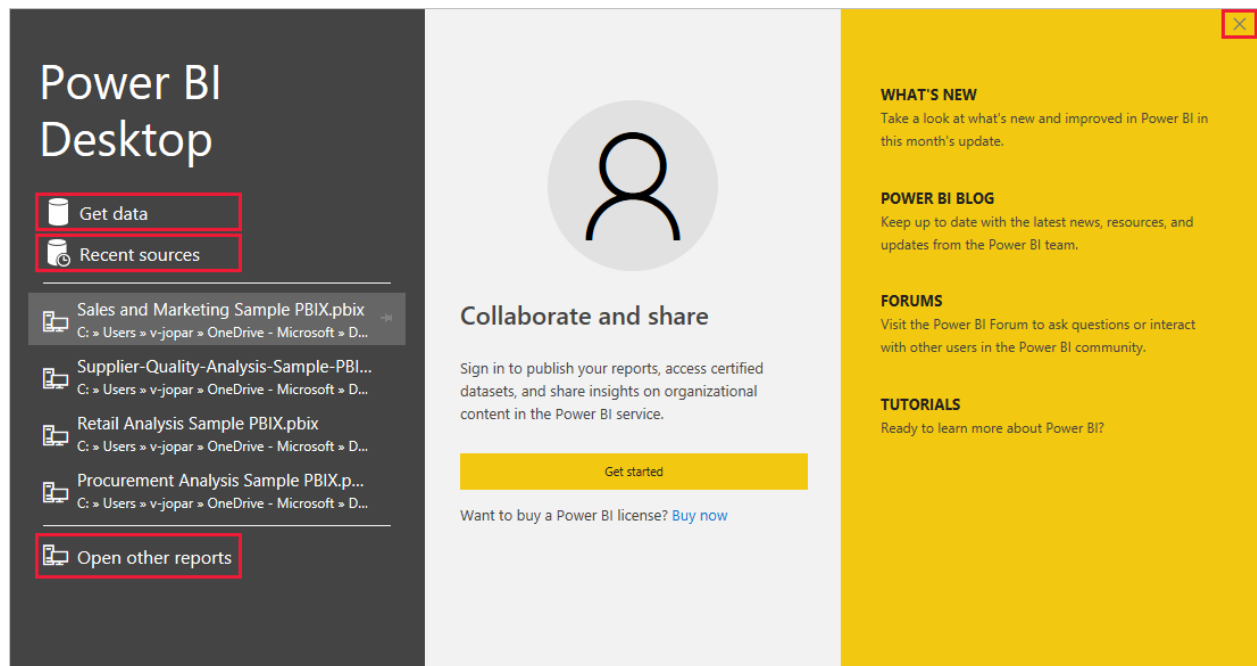 Power BI
Desktop
Get data
Recent sources
Sales and Marketing Sample PBIX.pbix
C: » Users » v-jopar » OneDrive - Microsoft » D...
Supplier-Quality-Analysis-Sample-PBI...
C: » Users » v-jopar » OneDrive - Microsoft » D...
Retail Analysis Sample PBIX.pbix
C: » Users » v-jopar » OneDrive - Microsoft » D...
Procurement Analysis Sample PBIX.p...
C: » Users » v-jopar » OneDrive - Microsoft » D...
Open other reports
Collaborate and share
Sign in to publish your reports, access certified
datasets, and share insights on organizational
content in the Power BI service.
Get started
Want to buy a Power BI license? Buy now
WHAT'S NEW
Take a look at what's new and improved in Power BI in
this month's update.
POWER BI BLOG
Keep up to date with the latest news, resources, and
updates from the Power BI team.
FORUMS
Visit the Power BI Forum to ask questions or interact
with other users in the Power BI community.
TUTORIALS
Ready to learn more about Power BI?